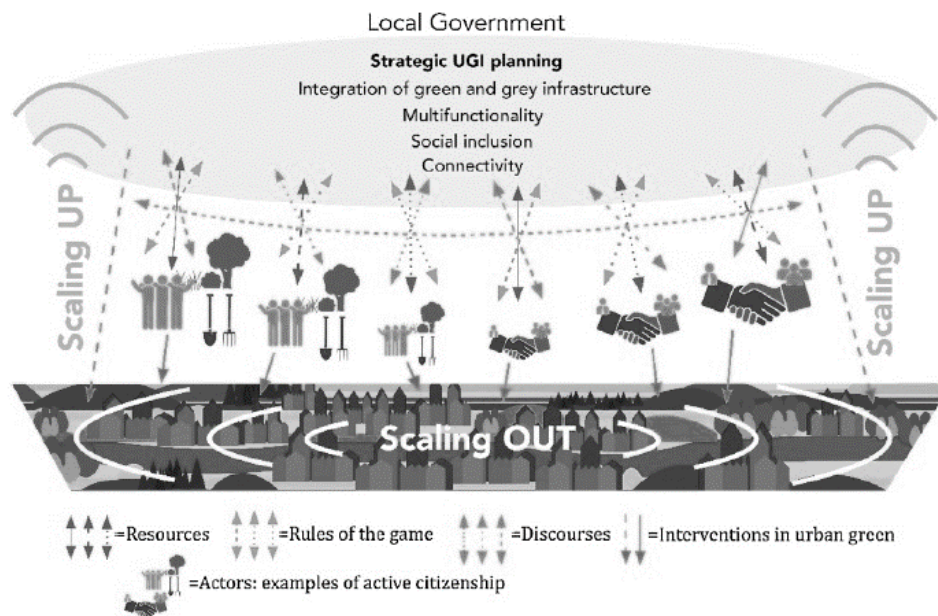 Local Government
Strategic UGI planning
Integration of green and grey infrastructure
Multifunctionality
Social inclusion
Connectivity
Scaling UP
Scaling UP
Scaling OUT
=Resources
=Rules of the game
=Discourses
=Interventions in urban green
=Actors: examples of active citizenship